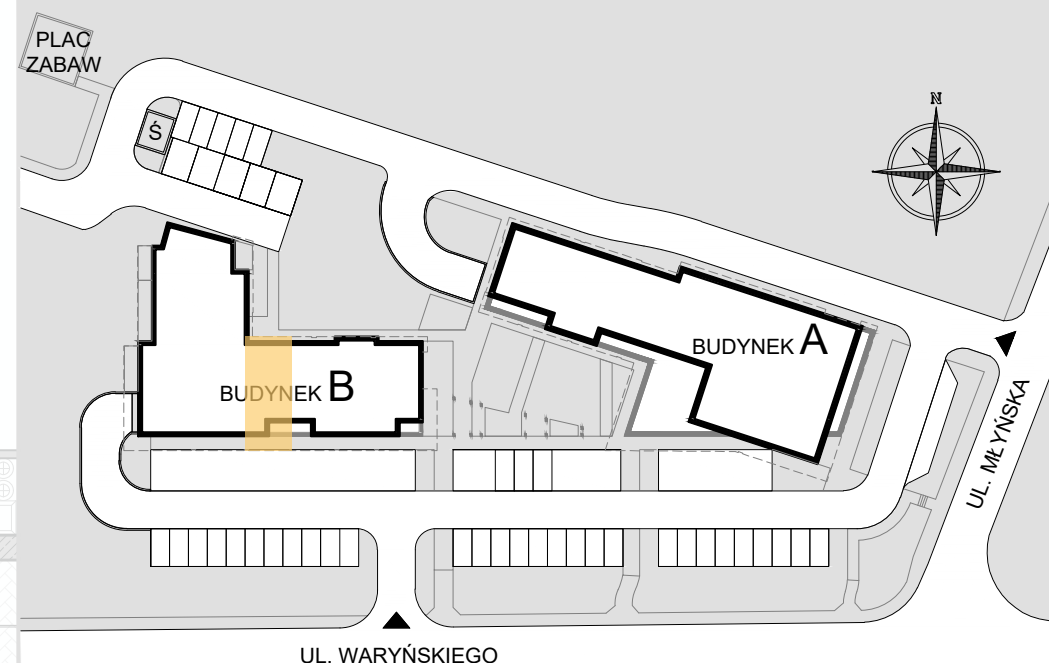 PLAC
ZABAW
Ś
N
BUDYNEK A
BUDYNEK B
UL. MŁYŃSKA
UL. WARYŃSKIEGO